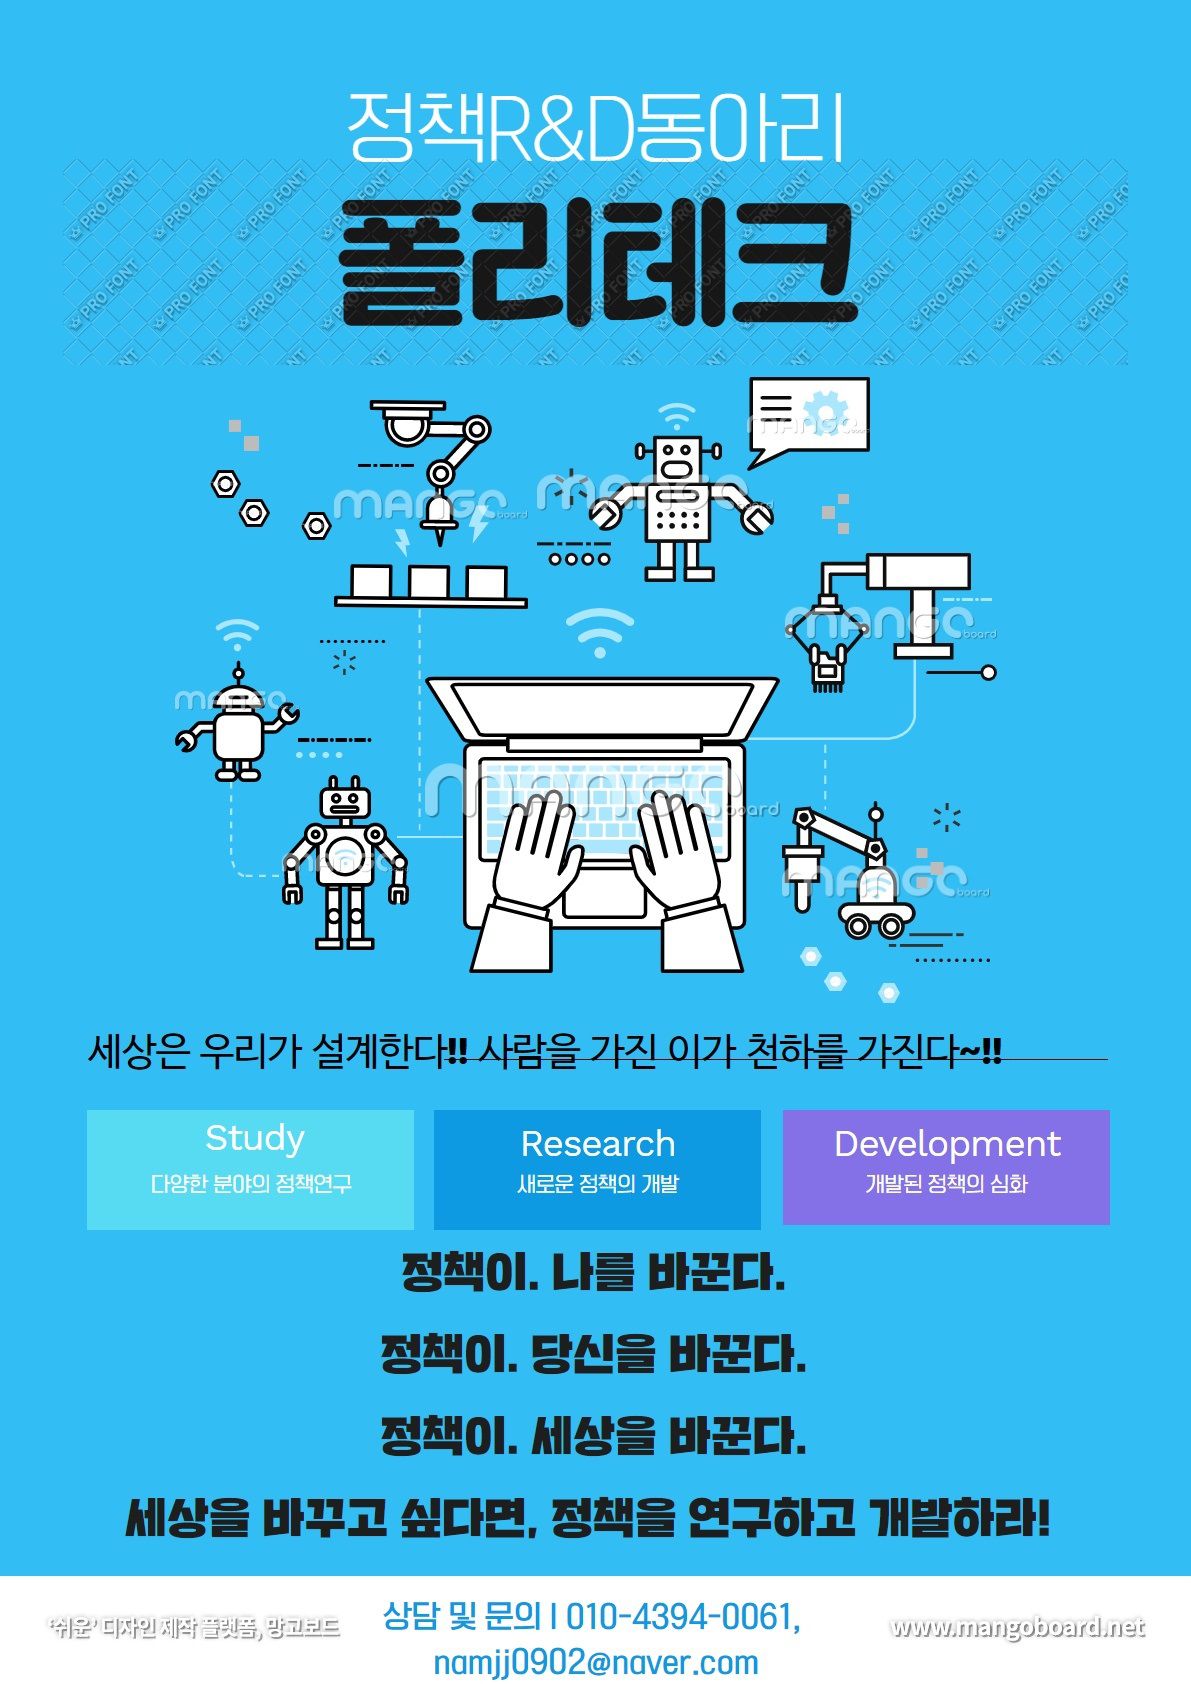 정책R&D동아리
폴리테크
세상은 우리가 설계한다!! 사람을 가진 이가 천하를 가진다~!!
Study
다양한 분야의 정책연구
Research
새로운 정책의 개발
Development
개발된 정책의 심화
정책이. 나를 바꾼다.
정책이. 당신을 바꾼다.
정책이. 세상을 바꾼다.
세상을 바꾸고 싶다면, 정책을 연구하고 개발하라!
'쉬운' 디자인 제작 플랫폼, 망고보드
상담 및 문의 I 010-4394-0061,
namjj0902@naver.com
www.mangoboard.net